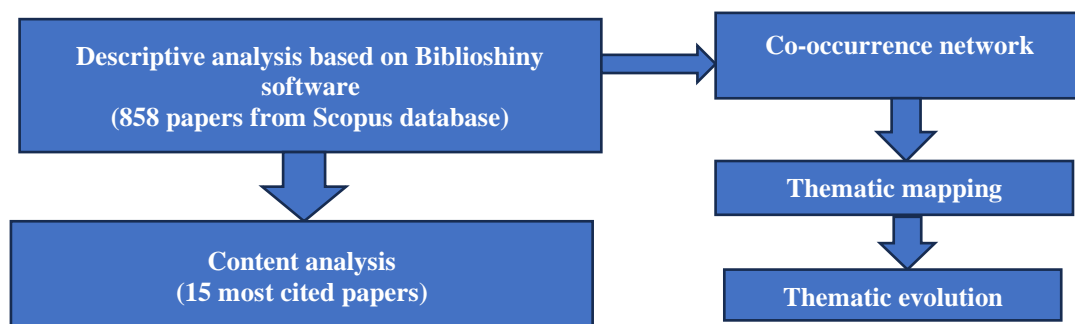 Descriptive analysis based on Biblioshiny
software
(858 papers from Scopus database)
Co-occurrence network
Thematic mapping
Thematic evolution
Content analysis
(15 most cited papers)